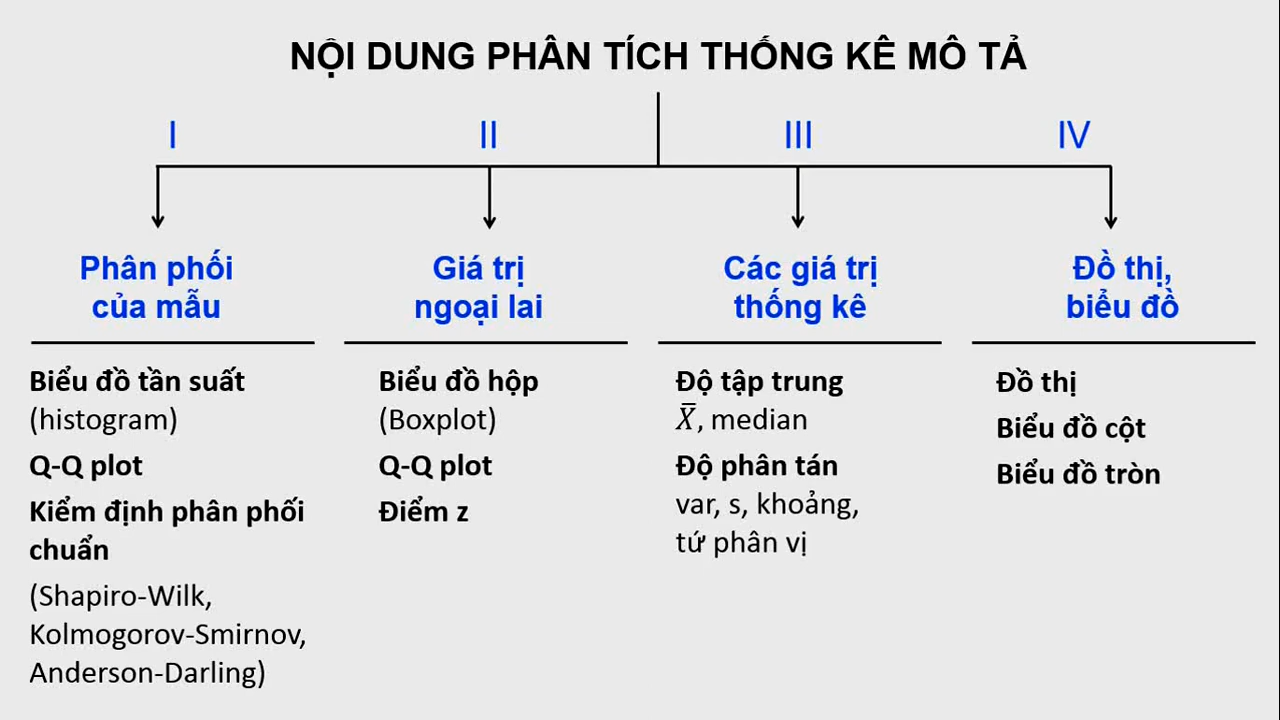 NỘI DUNG PHÂN TÍCH THỐNG KÊ MÔ TẢ
I
II
III
IV
Phân phối
của mẫu
Biểu đồ tần suất
(histogram)
Q-Q plot
Kiểm định phân phối
chuẩn
(Shapiro-Wilk,
Kolmogorov-Smirnov,
Anderson-Darling)
Giá trị
ngoại lai
Biểu đồ hộp
(Boxplot)
Q-Q plot
Điểm z
Các giá trị
thống kê
Độ tập trung
X̄, median
Độ phân tán
var, s, khoảng,
tứ phân vị
Đồ thị,
biểu đồ
Đồ thị
Biểu đồ cột
Biểu đồ tròn